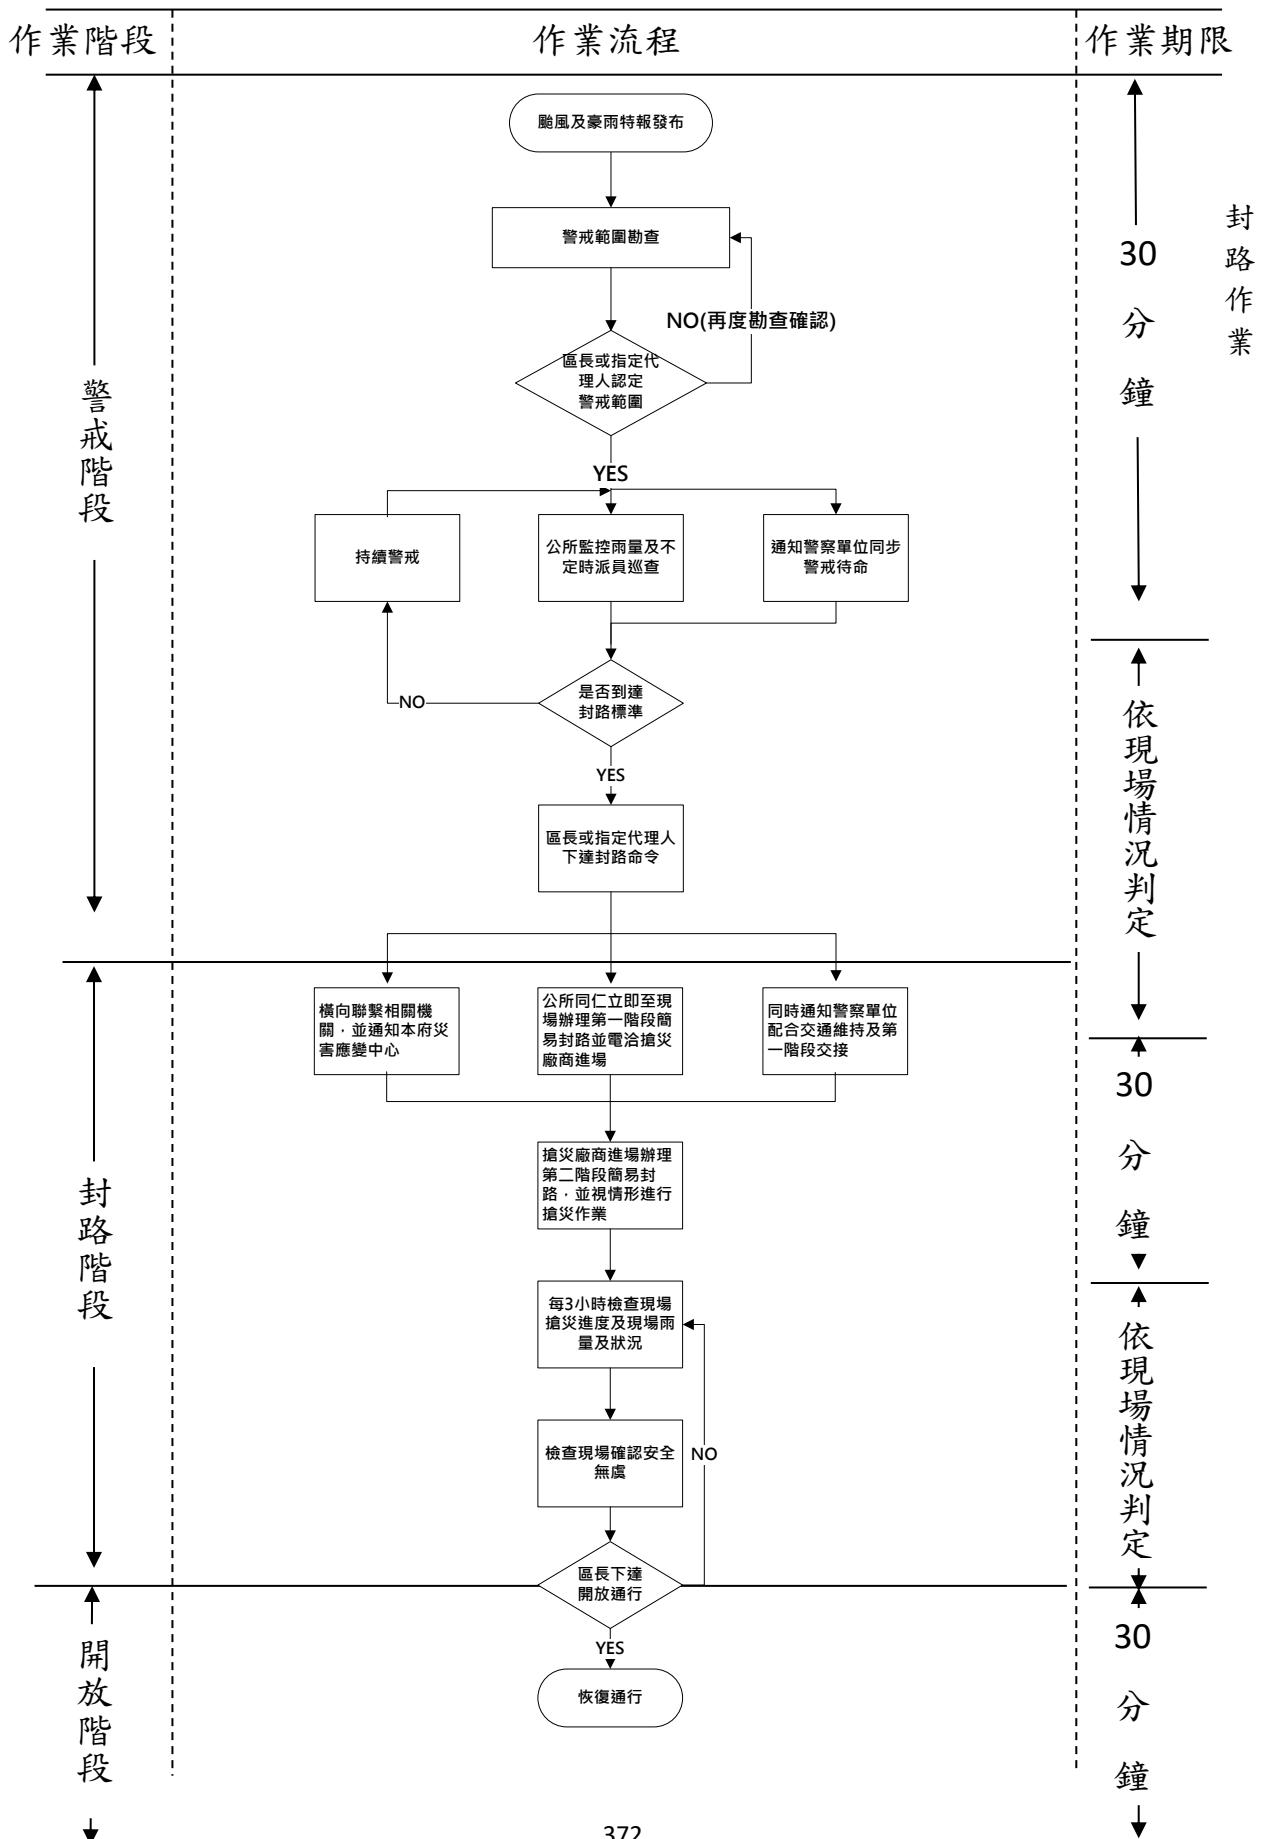 作業階段
作業流程
作業期限
颱風及豪雨特報發布
警戒範圍勘查
NO(再度勘查確認)
區長或指定代
理人認定
警戒範圍
YES
持續警戒
公所監控雨量及不
定時派員巡查
通知警察單位同步
警戒待命
是否到達
封路標準
NO
YES
區長或指定代理人
下達封路命令
橫向聯繫相關機
關，並通知本府災
害應變中心
公所同仁立即至現
場辦理第一階段簡
易封路並電洽搶災
廠商進場
同時通知警察單位
配合交通維持及第
一階段交接
搶災廠商進場辦理
第二階段簡易封
路，並視情形進行
搶災作業
每3小時檢查現場
搶災進度及現場雨
量及狀況
檢查現場確認安全
無虞
NO
區長下達
開放通行
YES
恢復通行
警戒階段
封路階段
開放階段
30
分
鐘
依現場情況判定
30
分
鐘
依現場情況判定
30
分
鐘
封路作業
372